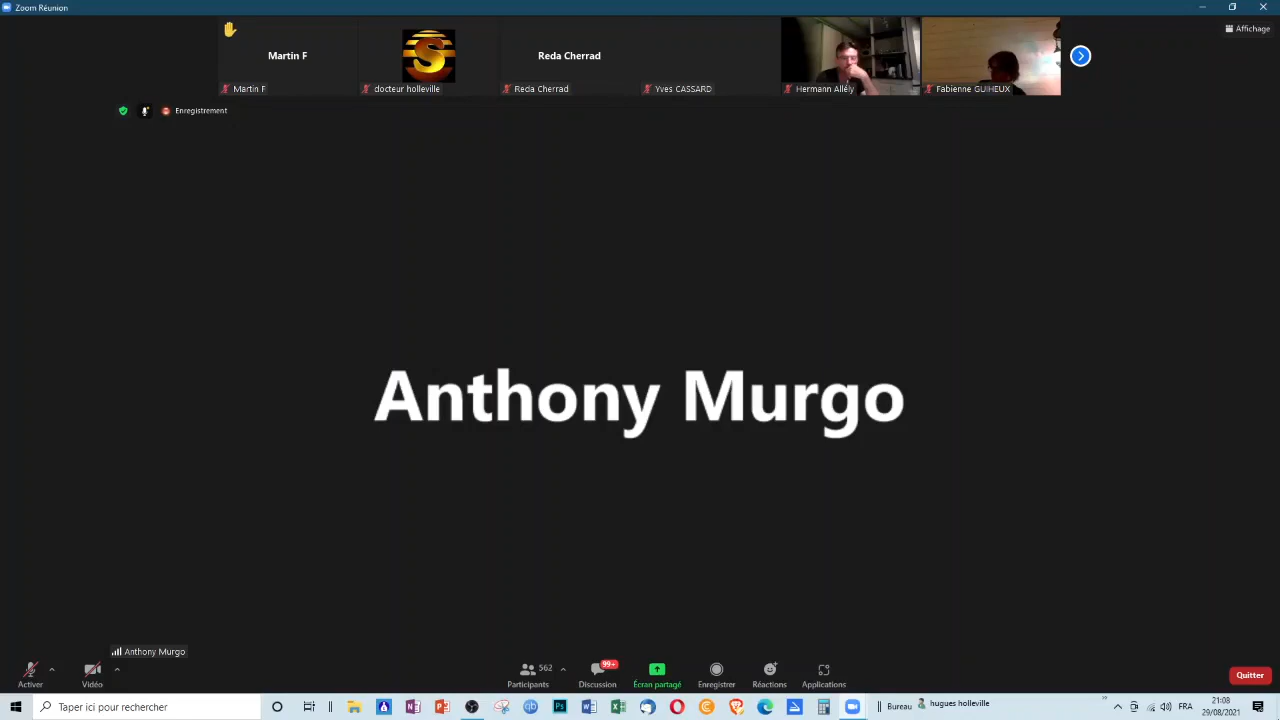 Zoom Réunion
Martin F
Reda Cherrad
Affichage
S
Martin F
docteur holleville
Reda Cherrad
Yves CASSARD
Hermann Allély
Fabienne GUIHEUX
Enregistrement
Anthony Murgo
Anthony Murgo
562
99+
Activer
Vidéo
Participants
Discussion
Écran partagé
Enregistrer
Réactions
Applications
Quitter
Taper ici pour rechercher
Bureau
hugues holleville
FRA
21:08
29/08/2021